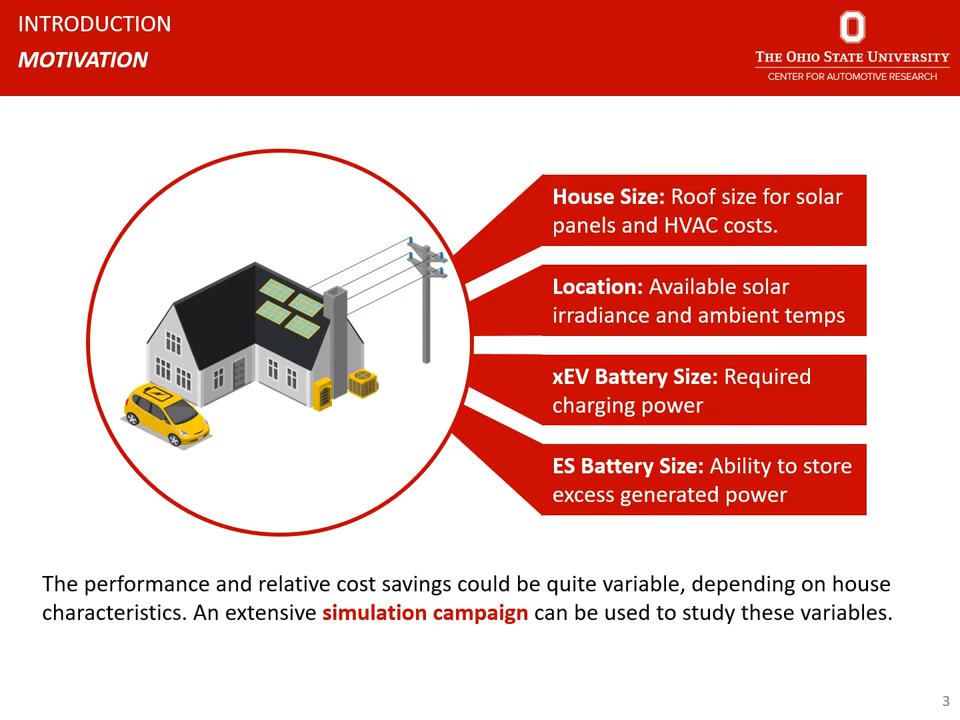 INTRODUCTION
MOTIVATION
THE OHIO STATE UNIVERSITY
CENTER FOR AUTOMOTIVE RESEARCH
House Size: Roof size for solar
panels and HVAC costs.
Location: Available solar
irradiance and ambient temps
xEV Battery Size: Required
charging power
ES Battery Size: Ability to store
excess generated power
The performance and relative cost savings could be quite variable, depending on house
characteristics. An extensive simulation campaign can be used to study these variables.
3